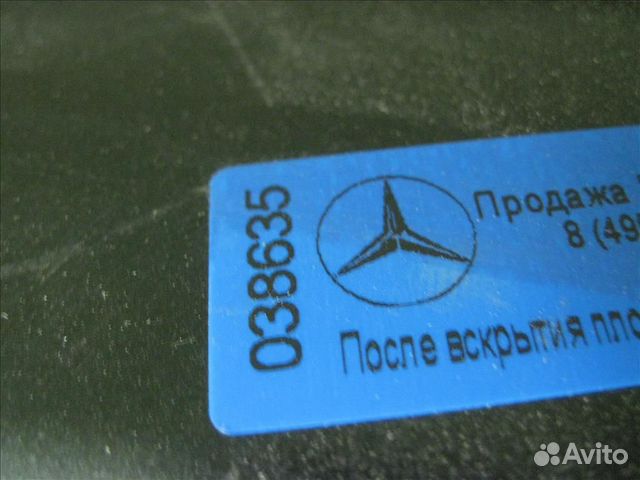 038635
Продажа
8 (49
После вскрытия
Avito